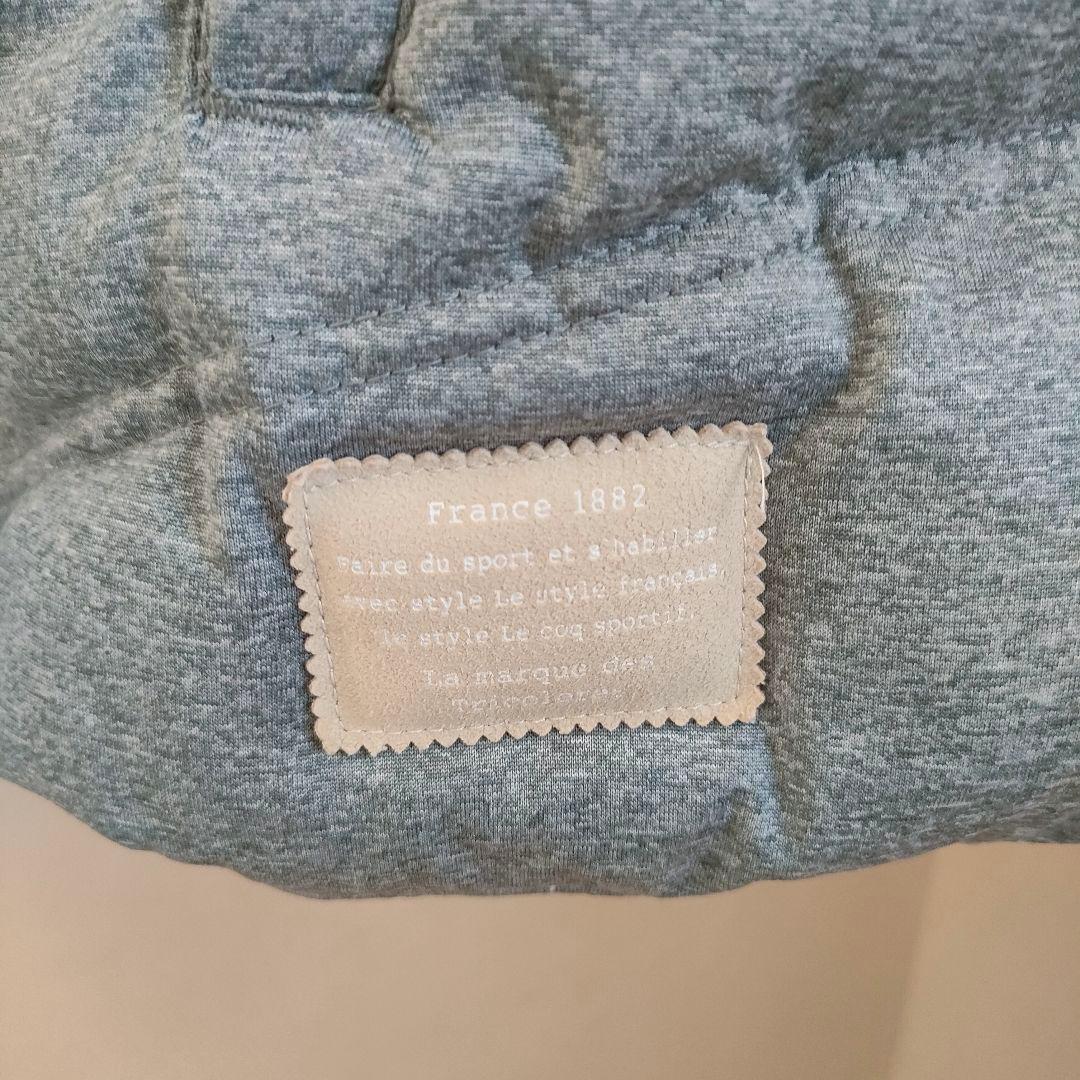 France 1882
Faire du sport et s'habiller
avec style Le style français,
le style Le coq sportif.
La marque des
Tricolores